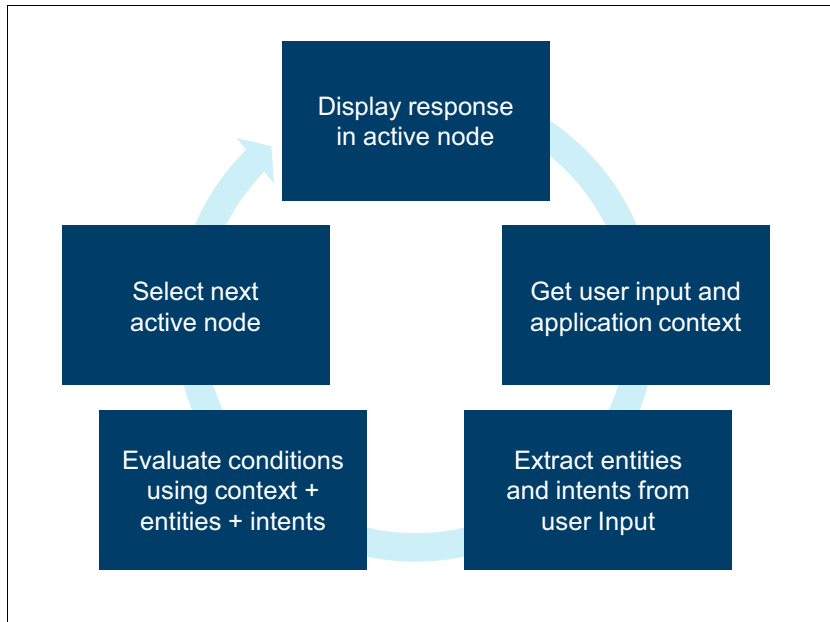 Display response
in active node
Get user input and
application context
Extract entities
and intents from
user Input
Evaluate conditions
using context +
entities + intents
Select next
active node